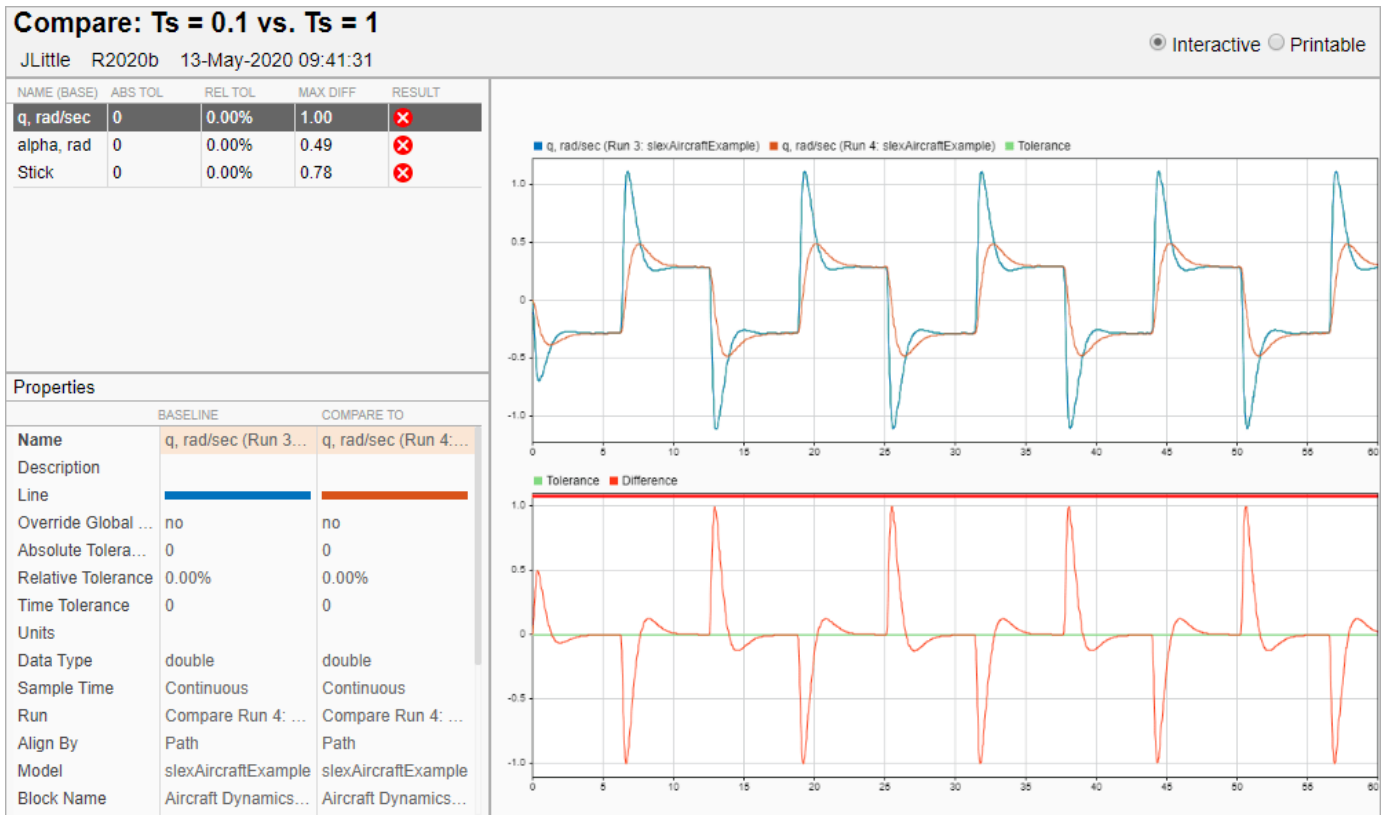 Compare: Ts = 0.1 vs. Ts = 1
JLittle R2020b 13-May-2020 09:41:31
Interactive Printable
NAME (BASE) ABS TOL REL TOL MAX DIFF RESULT
q, rad/sec 0 0.00% 1.00
alpha, rad 0 0.00% 0.49
Stick 0 0.00% 0.78
Properties
BASELINE COMPARE TO
Name q, rad/sec (Run 3... q, rad/sec (Run 4:...
Description
Line
Override Global ... no no
Absolute Tolera... 0 0
Relative Tolerance 0.00% 0.00%
Time Tolerance 0 0
Units
Data Type double double
Sample Time Continuous Continuous
Run Compare Run 4: ... Compare Run 4: ...
Align By Path Path
Model slexAircraftExample slexAircraftExample
Block Name Aircraft Dynamics... Aircraft Dynamics...
q, rad/sec (Run 3: slexAircraftExample) q, rad/sec (Run 4: slexAircraftExample) Tolerance
1.0
0.5
0
-0.5
-1.0
0 5 10 15 20 25 30 35 40 45 50 55 60
Tolerance Difference
1.0
0.5
0
-0.5
-1.0
0 5 10 15 20 25 30 35 40 45 50 55 60